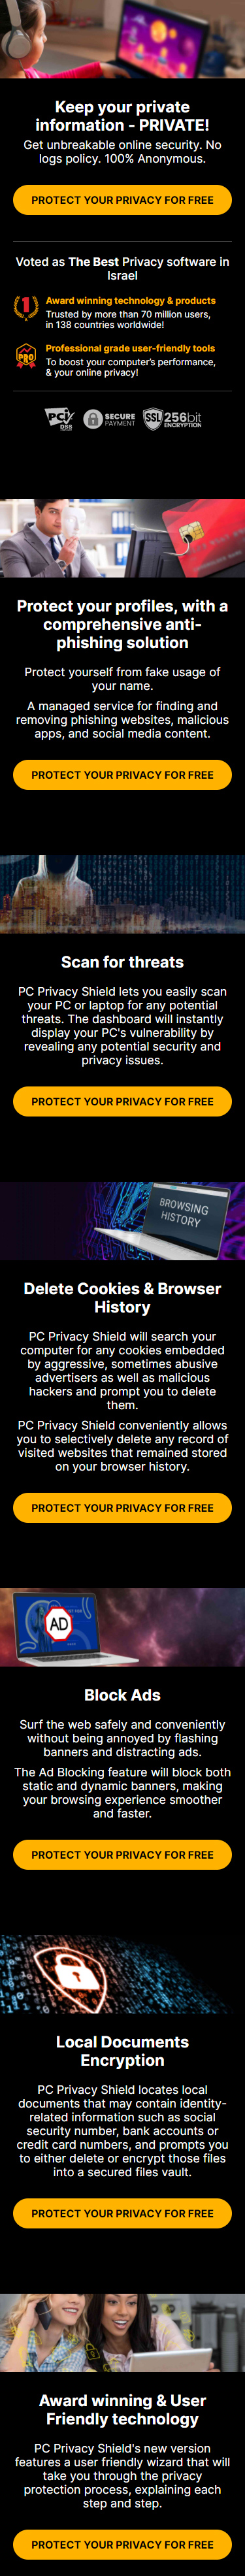 Keep your private
information - PRIVATE!
Get unbreakable online security. No
logs policy. 100% Anonymous.
PROTECT YOUR PRIVACY FOR FREE
Voted as The Best Privacy software in
Israel
1
Award winning technology & products
Trusted by more than 70 million users,
in 138 countries worldwide!
PRO
Professional grade user-friendly tools
To boost your computer's performance,
& your online privacy!
PCI
DSS
SECURE
PAYMENT
SSL
256bit
ENCRYPTION
Protect your profiles, with a
comprehensive anti-
phishing solution
Protect yourself from fake usage of
your name.
A managed service for finding and
removing phishing websites, malicious
apps, and social media content.
PROTECT YOUR PRIVACY FOR FREE
Scan for threats
PC Privacy Shield lets you easily scan
your PC or laptop for any potential
threats. The dashboard will instantly
display your PC's vulnerability by
revealing any potential security and
privacy issues.
PROTECT YOUR PRIVACY FOR FREE
BROWSING
HISTORY
Delete Cookies & Browser
History
PC Privacy Shield will search your
computer for any cookies embedded
by aggressive, sometimes abusive
advertisers as well as malicious
hackers and prompt you to delete
them.
PC Privacy Shield conveniently allows
you to selectively delete any record of
visited websites that remained stored
on your browser history.
PROTECT YOUR PRIVACY FOR FREE
AD
Block Ads
Surf the web safely and conveniently
without being annoyed by flashing
banners and distracting ads.
The Ad Blocking feature will block both
static and dynamic banners, making
your browsing experience smoother
and faster.
PROTECT YOUR PRIVACY FOR FREE
Local Documents
Encryption
PC Privacy Shield locates local
documents that may contain identity-
related information such as social
security number, bank accounts or
credit card numbers, and prompts you
to either delete or encrypt those files
into a secured files vault.
PROTECT YOUR PRIVACY FOR FREE
Award winning & User
Friendly technology
PC Privacy Shield's new version
features a user friendly wizard that will
take you through the privacy
protection process, explaining each
step and step.
PROTECT YOUR PRIVACY FOR FREE